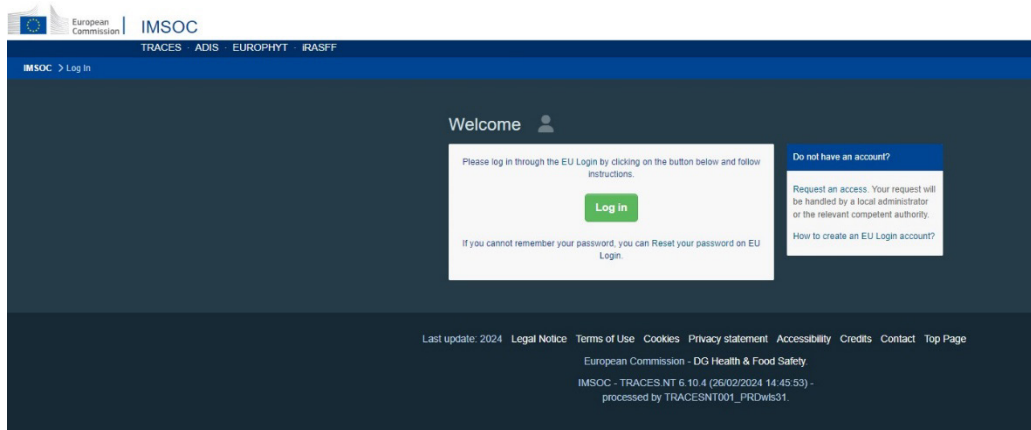 European
Commission
IMSOC
TRACES · ADIS · EUROPHYT · iRASFF
IMSOC > Log In
Welcome
Please log in through the EU Login by clicking on the button below and follow
instructions.
Log in
If you cannot remember your password, you can Reset your password on EU
Login.
Do not have an account?
Request an access. Your request will
be handled by a local administrator
or the relevant competent authority.
How to create an EU Login account?
Last update: 2024 Legal Notice Terms of Use Cookies Privacy statement Accessibility Credits Contact Top Page
European Commission - DG Health & Food Safety.
IMSOC - TRACES.NT 6.10.4 (26/02/2024 14:45:53) -
processed by TRACESNT001_PRDwls31.